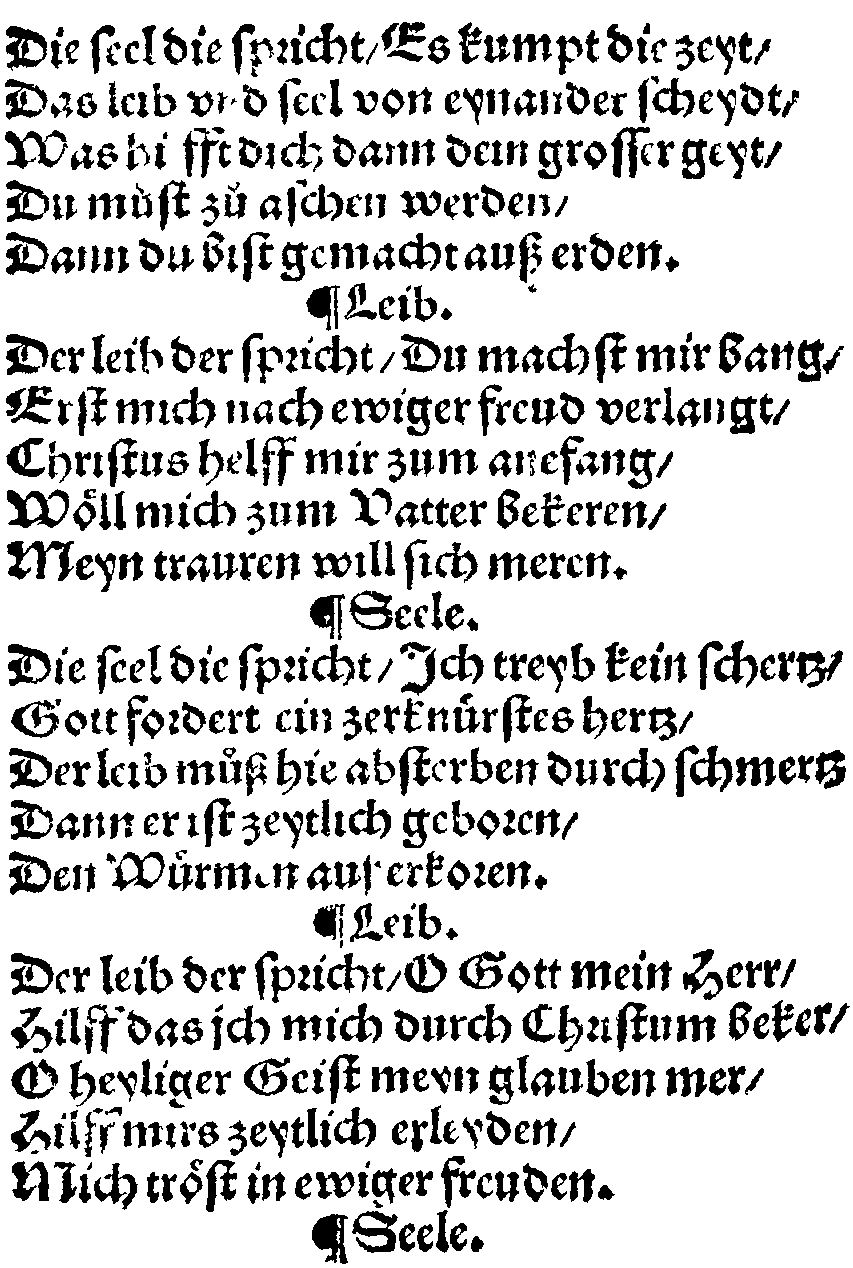 Die seel die spricht/ Es kumpt die zeyt/
Das leib vnd seel von eynander scheydt/
Was hilfft dich dann dein grosser geyt/
Du můst zů aschen werden/
Dann du bist gemacht auß erden.
¶ Leib.
Der leib der spricht/ Du machst mir bang/
Erst mich nach ewiger freud verlangt/
Christus helff mir zum anefang/
Wöll mich zum Vatter bekeren/
Meyn trauren will sich meren.
¶ Seele.
Die seel die spricht/ Ich treyb kein schertz/
Gott fordert ein zerknürstes hertz/
Der leib můß hie absterben durch schmertz
Dann er ist zeytlich geboren/
Den Würmen auserkoren.
¶ Leib.
Der leib der spricht/ O Gott mein Herr/
Hilff das jch mich durch Christum beker/
O heyliger Geist meyn glauben mer/
Hilff mirs zeytlich erleyden/
Mich tröst in ewiger freuden.
¶ Seele.